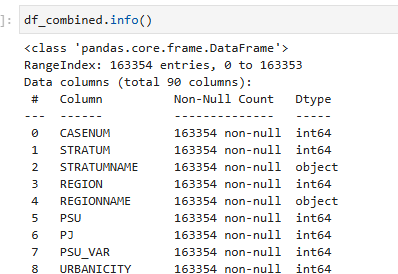 ]: df_combined.info()
<class 'pandas.core.frame.DataFrame'>
RangeIndex: 163354 entries, 0 to 163353
Data columns (total 90 columns):
 #   Column       Non-Null Count   Dtype
---  ------       --------------   -----
 0   CASENUM      163354 non-null  int64
 1   STRATUM      163354 non-null  int64
 2   STRATUMNAME  163354 non-null  object
 3   REGION       163354 non-null  int64
 4   REGIONNAME   163354 non-null  object
 5   PSU          163354 non-null  int64
 6   PJ           163354 non-null  int64
 7   PSU_VAR      163354 non-null  int64
 8   URBANICITY   163354 non-null  int64